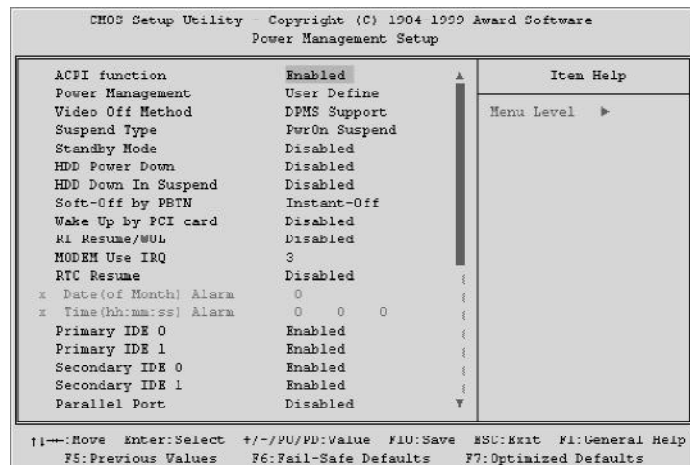 CMOS Setup Utility - Copyright (C) 1904-1999 Award Software
Power Management Setup
ACPI function Enabled
Power Management User Define
Video Off Method DPMS Support
Suspend Type PwrOn Suspend
Standby Mode Disabled
HDD Power Down Disabled
HDD Down In Suspend Disabled
Soft-Off by PBTN Instant-Off
Wake Up by PCI card Disabled
RI Resume/WOL Disabled
MODEM Use IRQ 3
RTC Resume Disabled
x Date(of Month) Alarm 0
x Time(hh:mm:ss) Alarm 0 0 0
Primary IDE 0 Enabled
Primary IDE 1 Enabled
Secondary IDE 0 Enabled
Secondary IDE 1 Enabled
Parallel Port Disabled
Item Help
Menu Level ►
↑↓→←:Move Enter:Select +/-/PU/PD:Value F10:Save ESC:Exit F1:General Help
F5:Previous Values F6:Fail-Safe Defaults F7:Optimized Defaults